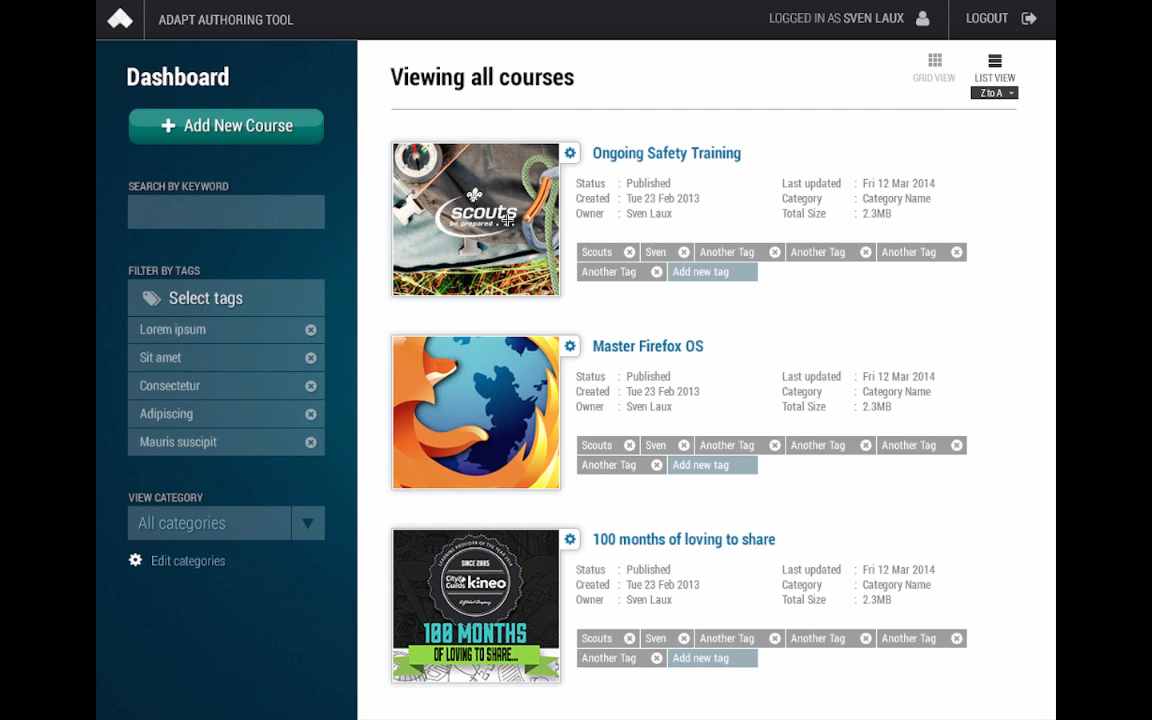 ADAPT AUTHORING TOOL
LOGGED IN AS SVEN LAUX
LOGOUT
Dashboard
+ Add New Course
SEARCH BY KEYWORD
FILTER BY TAGS
Select tags
Lorem ipsum
Sit amet
Consectetur
Adipiscing
Mauris suscipit
VIEW CATEGORY
All categories
Edit categories
Viewing all courses
GRID VIEW
LIST VIEW
Z to A
scouts
be prepared...
Ongoing Safety Training
Status : Published Last updated : Fri 12 Mar 2014
Created : Tue 23 Feb 2013 Category : Category Name
Owner : Sven Laux Total Size : 2.3MB
Scouts Sven Another Tag Another Tag Another Tag
Another Tag Add new tag
Master Firefox OS
Status : Published Last updated : Fri 12 Mar 2014
Created : Tue 23 Feb 2013 Category : Category Name
Owner : Sven Laux Total Size : 2.3MB
Scouts Sven Another Tag Another Tag Another Tag
Another Tag Add new tag
SINCE 2005
City& Guilds kineo
100 MONTHS
OF LOVING TO SHARE...
100 months of loving to share
Status : Published Last updated : Fri 12 Mar 2014
Created : Tue 23 Feb 2013 Category : Category Name
Owner : Sven Laux Total Size : 2.3MB
Scouts Sven Another Tag Another Tag Another Tag
Another Tag Add new tag